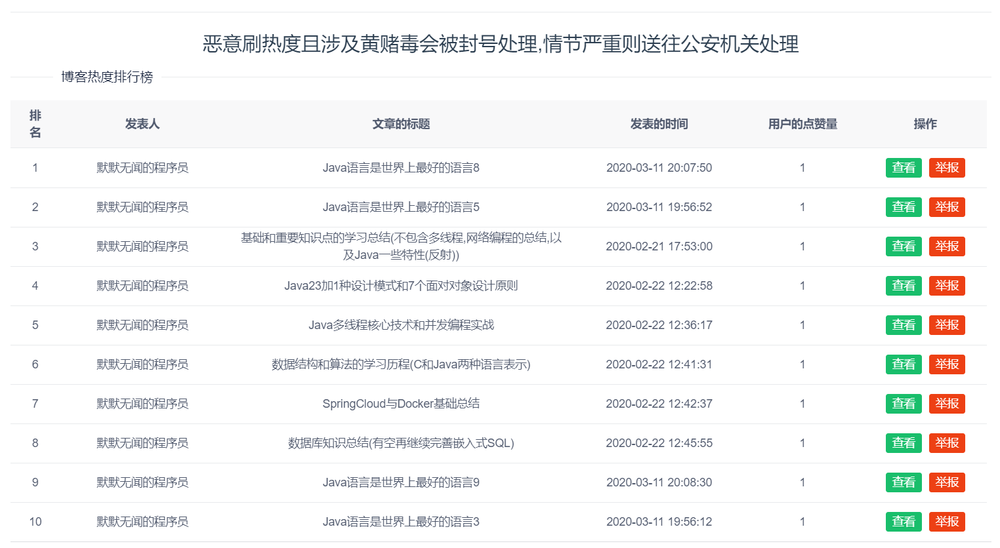 恶意刷热度且涉及黄赌毒会被封号处理,情节严重则送往公安机关处理
博客热度排行榜
排名 发表人 文章的标题 发表的时间 用户的点赞量 操作
1 默默无闻的程序员 Java语言是世界上最好的语言8 2020-03-11 20:07:50 1 查看 举报
2 默默无闻的程序员 Java语言是世界上最好的语言5 2020-03-11 19:56:52 1 查看 举报
3 默默无闻的程序员 基础和重要知识点的学习总结(不包含多线程,网络编程的总结,以
及Java一些特性(反射)) 2020-02-21 17:53:00 1 查看 举报
4 默默无闻的程序员 Java23加1种设计模式和7个面对对象设计原则 2020-02-22 12:22:58 1 查看 举报
5 默默无闻的程序员 Java多线程核心技术和并发编程实战 2020-02-22 12:36:17 1 查看 举报
6 默默无闻的程序员 数据结构和算法的学习历程(C和Java两种语言表示) 2020-02-22 12:41:31 1 查看 举报
7 默默无闻的程序员 SpringCloud与Docker基础总结 2020-02-22 12:42:37 1 查看 举报
8 默默无闻的程序员 数据库知识总结(有空再继续完善嵌入式SQL) 2020-02-22 12:45:55 1 查看 举报
9 默默无闻的程序员 Java语言是世界上最好的语言9 2020-03-11 20:08:30 1 查看 举报
10 默默无闻的程序员 Java语言是世界上最好的语言3 2020-03-11 19:56:12 1 查看 举报